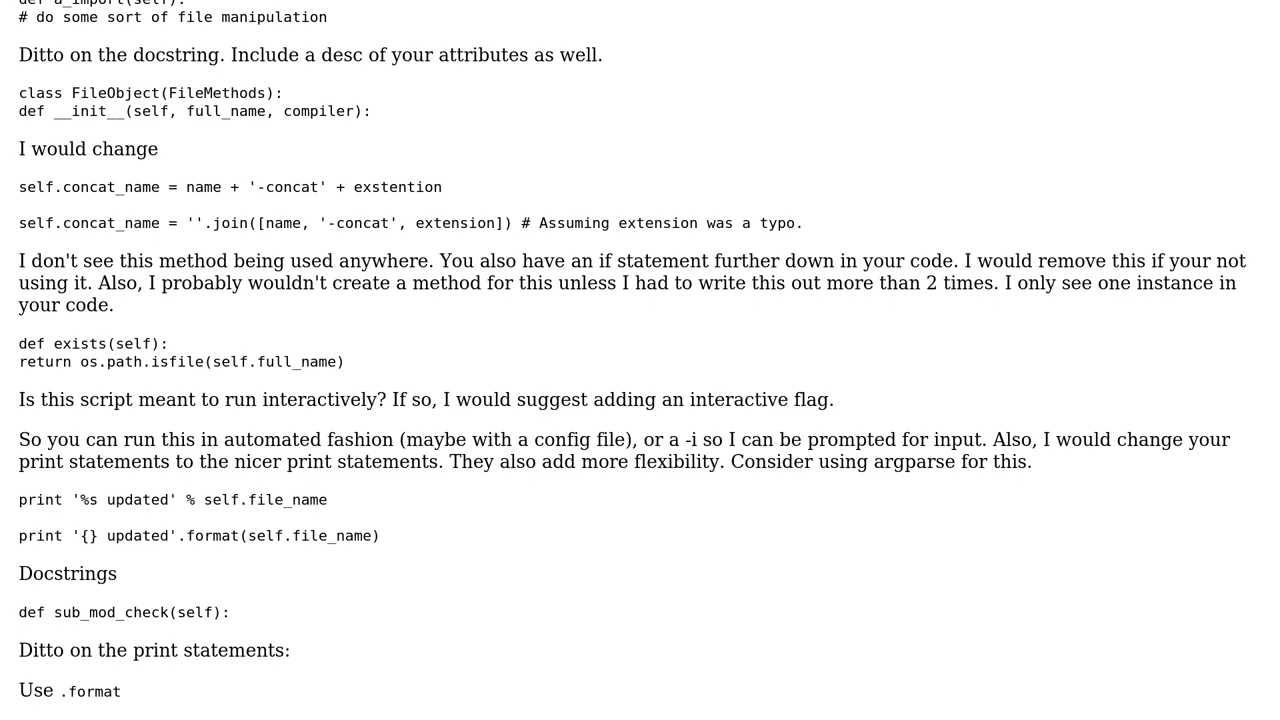 def a_import(self):
# do some sort of file manipulation
Ditto on the docstring. Include a desc of your attributes as well.
class FileObject(FileMethods):
def __init__(self, full_name, compiler):
I would change
self.concat_name = name + '-concat' + exstention
self.concat_name = ''.join([name, '-concat', extension]) # Assuming extension was a typo.
I don't see this method being used anywhere. You also have an if statement further down in your code. I would remove this if your not
using it. Also, I probably wouldn't create a method for this unless I had to write this out more than 2 times. I only see one instance in
your code.
def exists(self):
return os.path.isfile(self.full_name)
Is this script meant to run interactively? If so, I would suggest adding an interactive flag.
So you can run this in automated fashion (maybe with a config file), or a -i so I can be prompted for input. Also, I would change your
print statements to the nicer print statements. They also add more flexibility. Consider using argparse for this.
print '%s updated' % self.file_name
print '{} updated'.format(self.file_name)
Docstrings
def sub_mod_check(self):
Ditto on the print statements:
Use .format